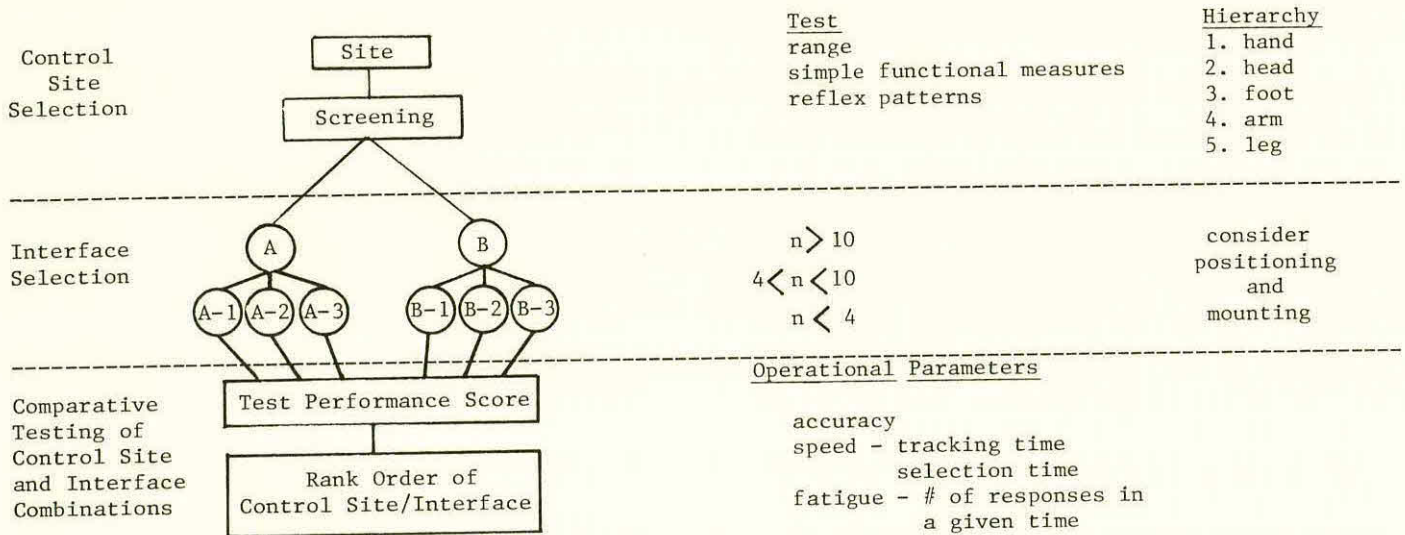 Control
Site
Selection
Site
Screening
Test
range
simple functional measures
reflex patterns
Hierarchy
1. hand
2. head
3. foot
4. arm
5. leg
Interface
Selection
A
B
A-1
A-2
A-3
B-1
B-2
B-3
n > 10
4 < n < 10
n < 4
consider
positioning
and
mounting
Comparative
Testing of
Control Site
and Interface
Combinations
Test Performance Score
Rank Order of
Control Site/Interface
Operational Parameters
accuracy
speed - tracking time
selection time
fatigue - # of responses in
a given time